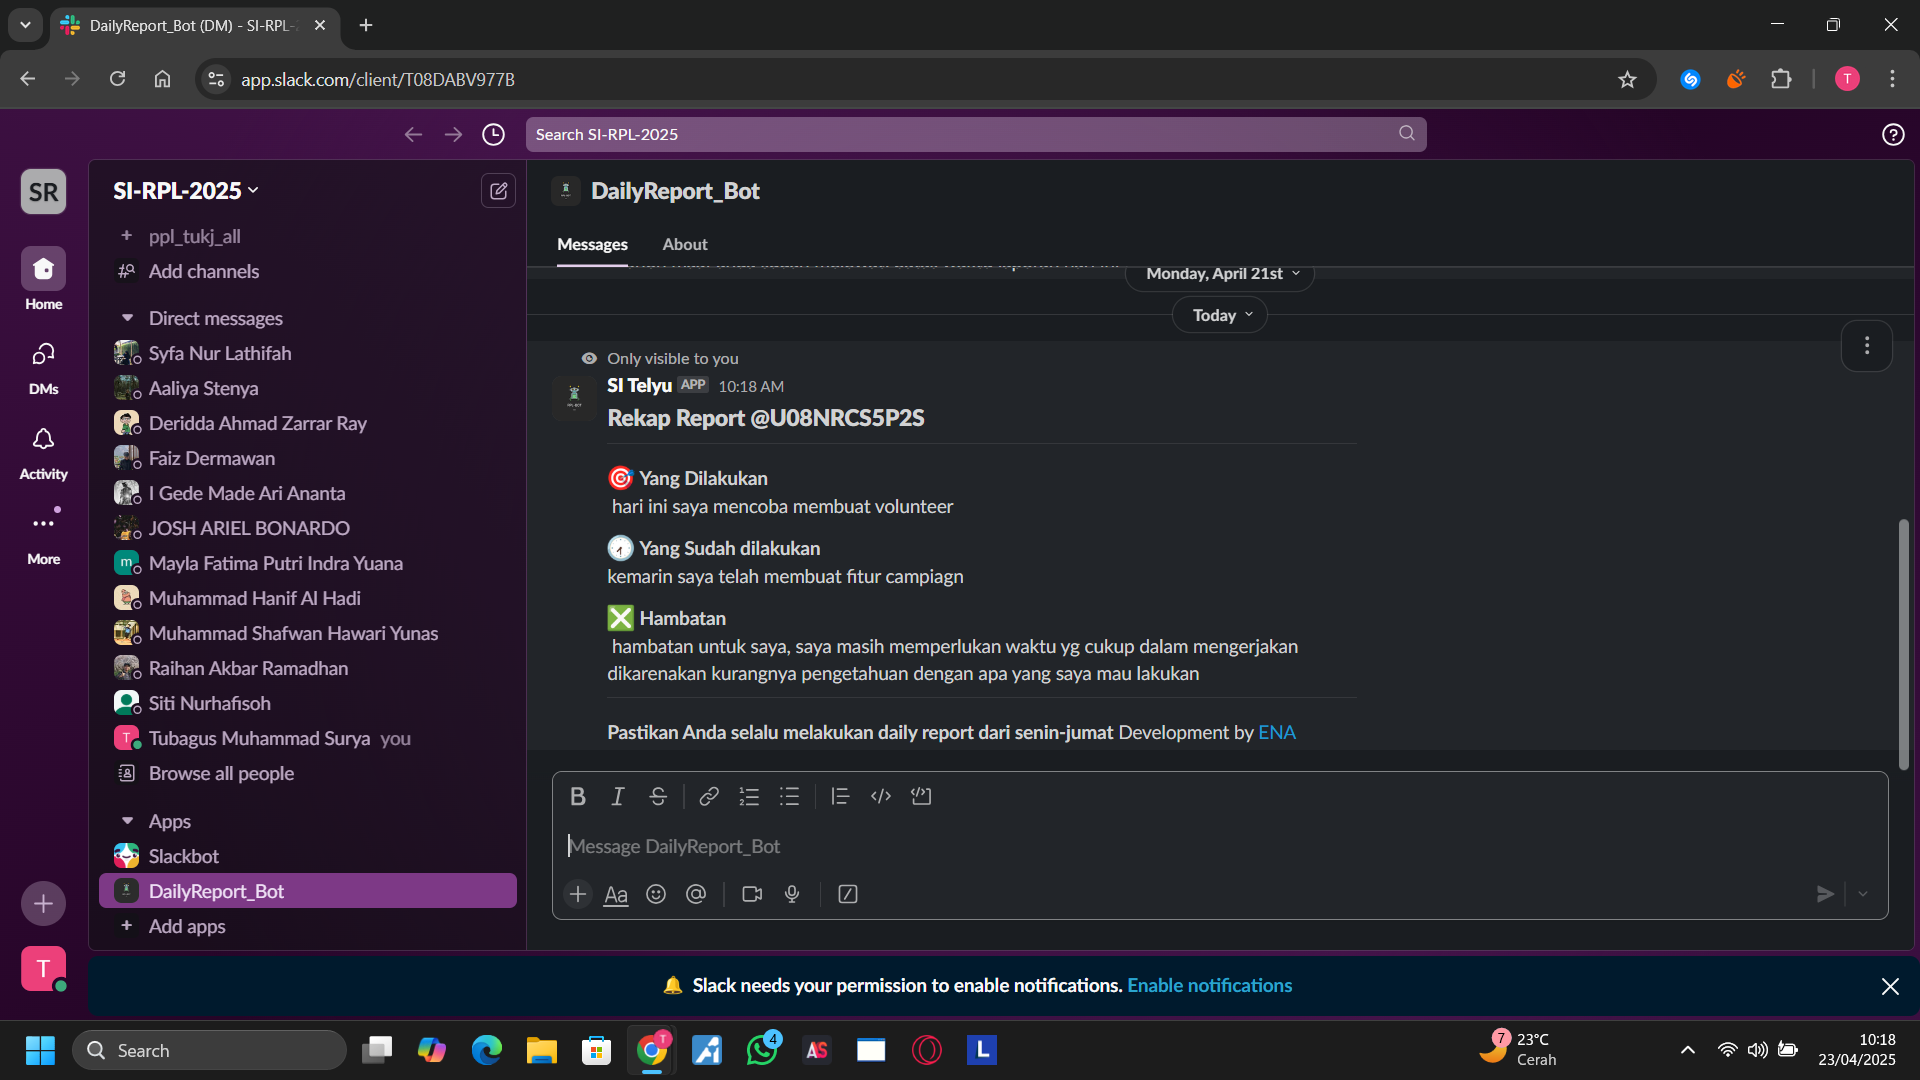 DailyReport_Bot (DM) - SI-RPL-
app.slack.com/client/T08DABV977B
T
Search SI-RPL-2025
SR
Home
DMs
Activity
More
T
SI-RPL-2025
ppl_tukj_all
Add channels
Direct messages
Syfa Nur Lathifah
Aaliya Stenya
Deridda Ahmad Zarrar Ray
Faiz Dermawan
I Gede Made Ari Ananta
JOSH ARIEL BONARDO
m Mayla Fatima Putri Indra Yuana
Muhammad Hanif Al Hadi
Muhammad Shafwan Hawari Yunas
Raihan Akbar Ramadhan
Siti Nurhafisoh
T Tubagus Muhammad Surya you
Browse all people
Apps
Slackbot
DailyReport_Bot
Add apps
DailyReport_Bot
Messages About
Monday, April 21st
Today
Only visible to you
SI Telyu APP 10:18 AM
Rekap Report @U08NRCS5P2S
Yang Dilakukan
hari ini saya mencoba membuat volunteer
Yang Sudah dilakukan
kemarin saya telah membuat fitur campiagn
Hambatan
hambatan untuk saya, saya masih memperlukan waktu yg cukup dalam mengerjakan
dikarenakan kurangnya pengetahuan dengan apa yang saya mau lakukan
Pastikan Anda selalu melakukan daily report dari senin-jumat Development by ENA
Message DailyReport_Bot
Aa
Slack needs your permission to enable notifications. Enable notifications
Search
T
4
AS
L
7
23°C
Cerah
10:18
23/04/2025